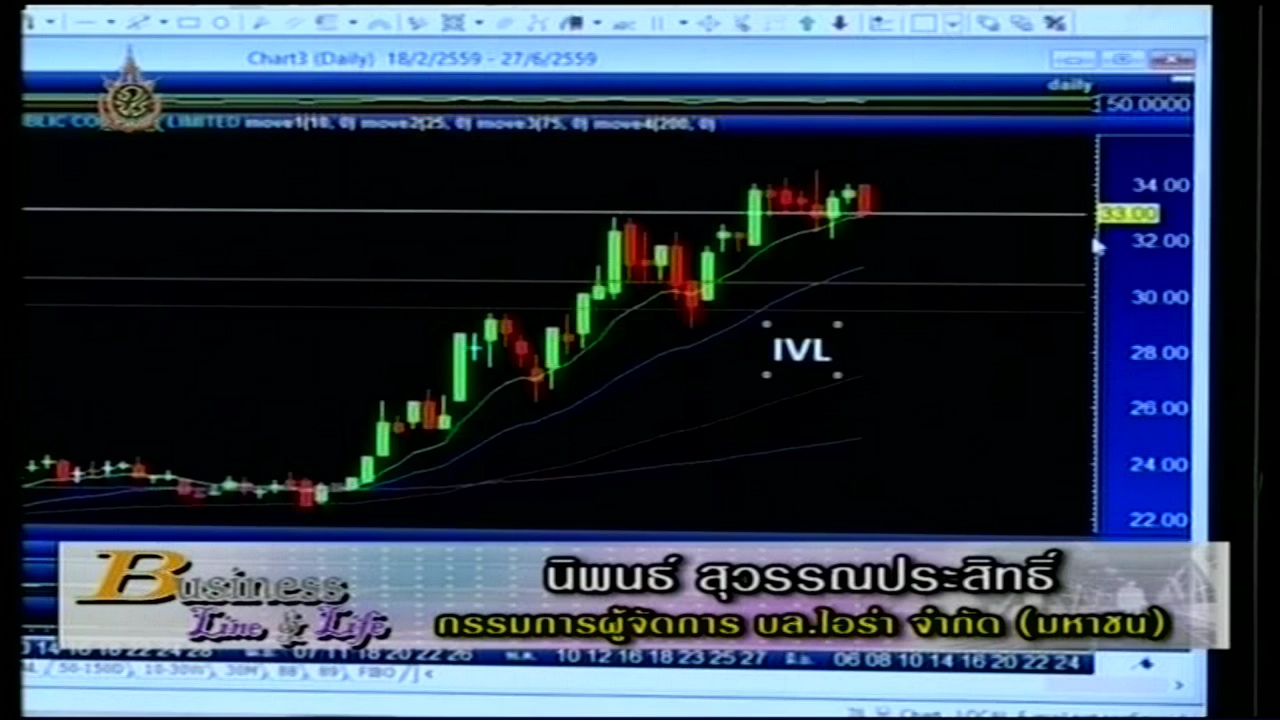 Chart3 (Daily) 18/2/2559 - 27/6/2559
daily
50.0000
LIMITED move1(10, 0) move2(25, 0) move3(75, 0) move4(200, 0)
34.00
33.00
32.00
30.00
IVL
28.00
26.00
24.00
22.00
Business
Line & Life
นิพนธ์ สุวรรณประสิทธิ์
กรรมการผู้จัดการ บล.ไอร่า จำกัด (มหาชน)
10 12 16 18 23 25 27 06 08 10 14 16 20 22 24